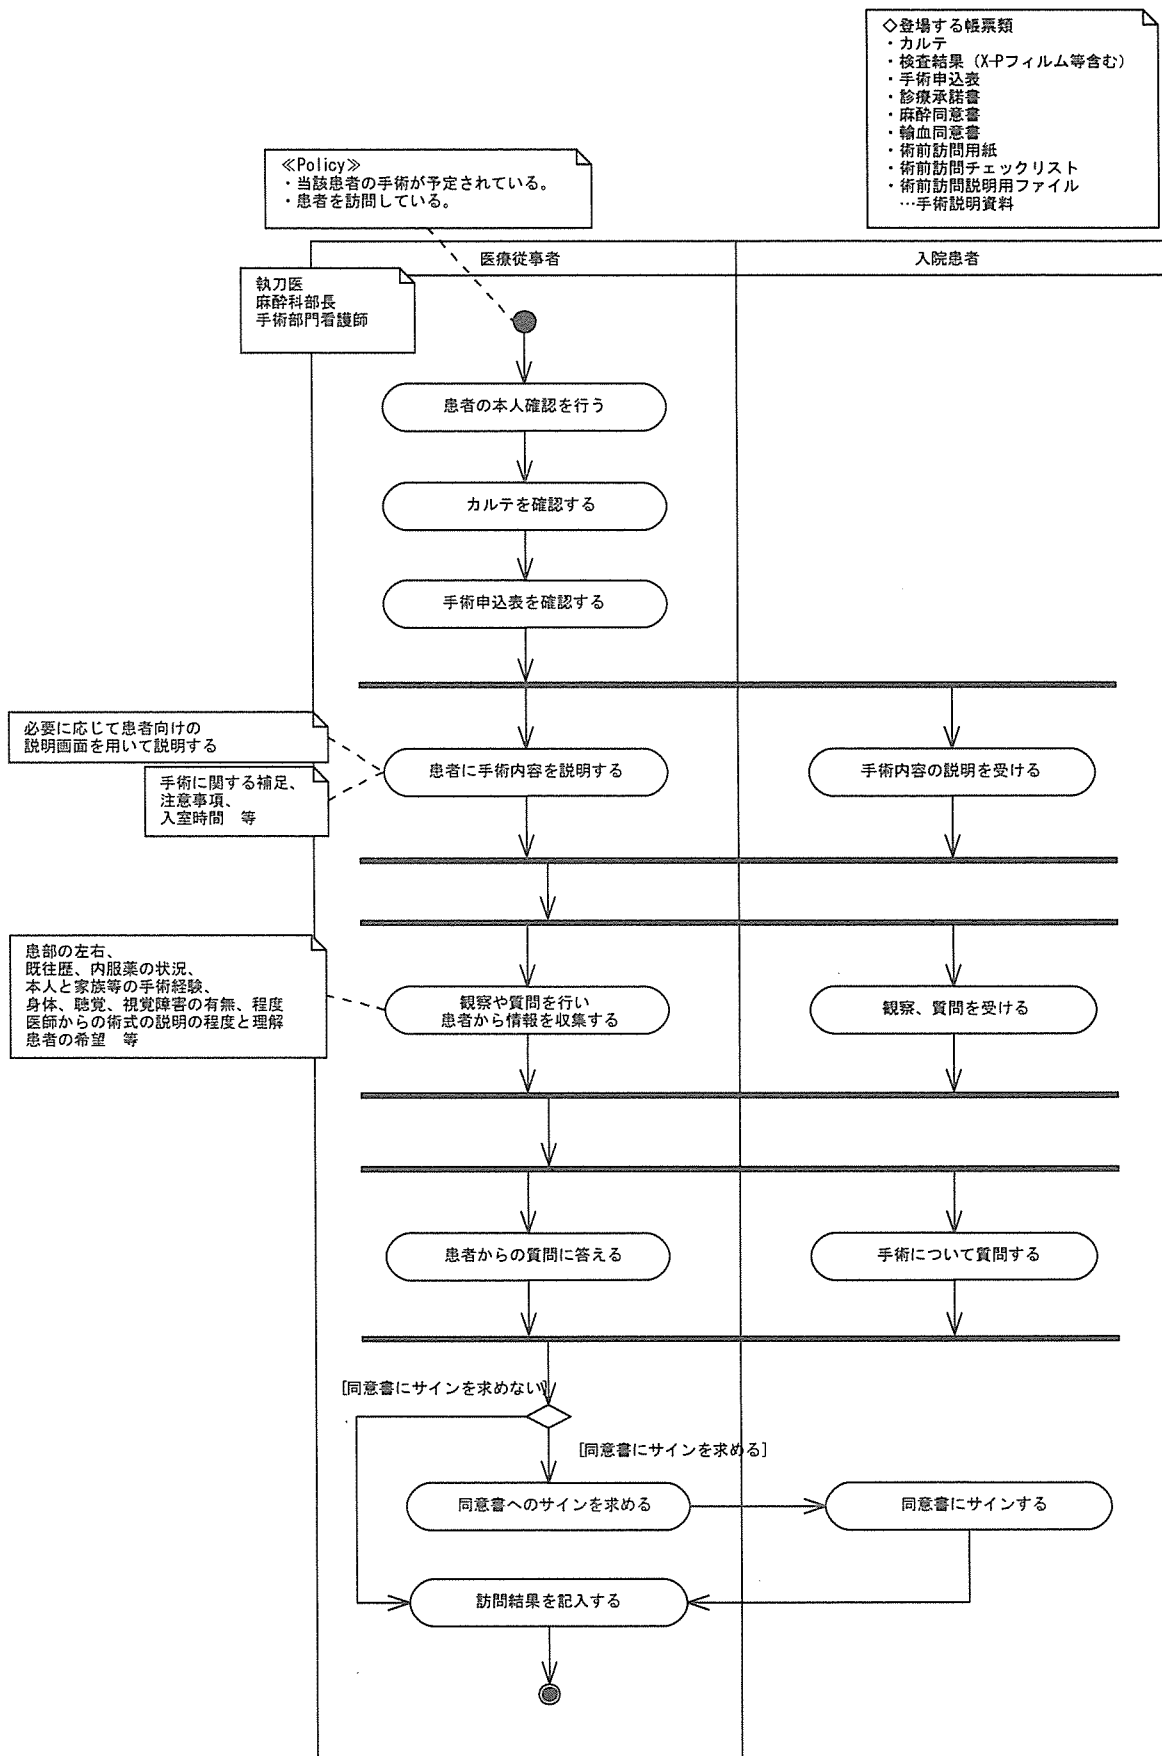 ◇登場する帳票類
・カルテ
・検査結果（X-Pフィルム等含む）
・手術申込表
・診療承諾書
・麻酔同意書
・輸血同意書
・術前訪問用紙
・術前訪問チェックリスト
・術前訪問説明用ファイル
…手術説明資料
≪Policy≫
・当該患者の手術が予定されている。
・患者を訪問している。
医療従事者
入院患者
執刀医
麻酔科部長
手術部門看護師
患者の本人確認を行う
カルテを確認する
手術申込表を確認する
必要に応じて患者向けの
説明画面を用いて説明する
手術に関する補足、
注意事項、
入室時間　等
患者に手術内容を説明する
手術内容の説明を受ける
患部の左右、
既往歴、内服薬の状況、
本人と家族等の手術経験、
身体、聴覚、視覚障害の有無、程度
医師からの術式の説明の程度と理解
患者の希望　等
観察や質問を行い
患者から情報を収集する
観察、質問を受ける
患者からの質問に答える
手術について質問する
[同意書にサインを求めない]
[同意書にサインを求める]
同意書へのサインを求める
同意書にサインする
訪問結果を記入する